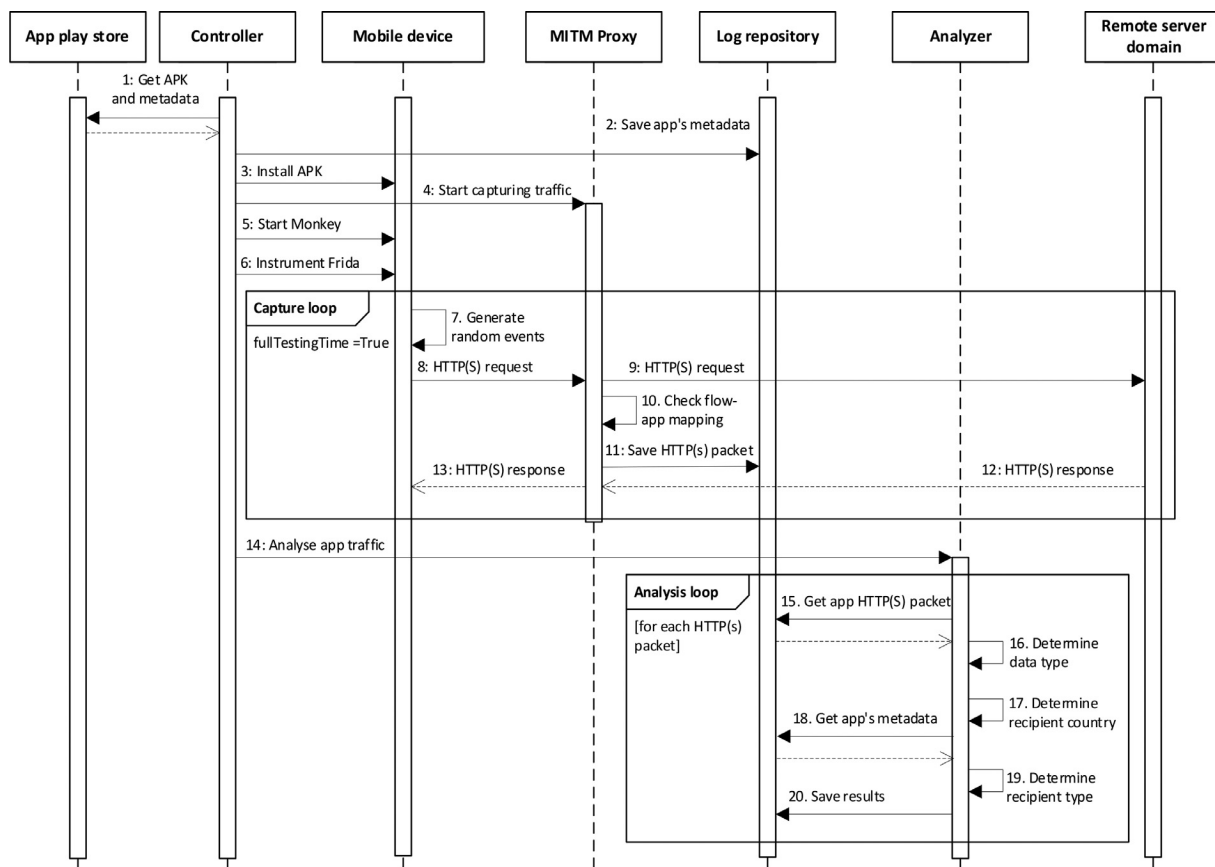 App play store
Controller
Mobile device
MITM Proxy
Log repository
Analyzer
Remote server
domain
1: Get APK
and metadata
2: Save app's metadata
3: Install APK
4: Start capturing traffic
5: Start Monkey
6: Instrument Frida
Capture loop
fullTestingTime =True
7. Generate
random events
8: HTTP(S) request
9: HTTP(S) request
10. Check flow-
app mapping
11: Save HTTP(s) packet
13: HTTP(S) response
12: HTTP(S) response
14: Analyse app traffic
Analysis loop
[for each HTTP(s)
packet]
15. Get app HTTP(S) packet
16. Determine
data type
17. Determine
recipient country
18. Get app's metadata
19. Determine
recipient type
20. Save results